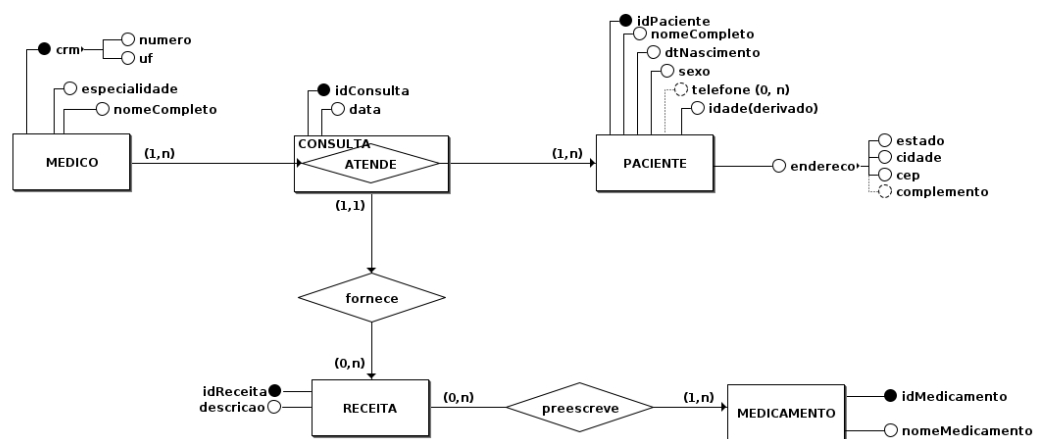 idPaciente
nomeCompleto
dtNascimento
sexo
telefone (0, n)
idade(derivado)
crm
numero
uf
especialidade
nomeCompleto
idConsulta
data
MEDICO
(1,n)
CONSULTA
ATENDE
(1,n)
PACIENTE
endereco
estado
cidade
cep
complemento
(1,1)
fornece
(0,n)
idReceita
descricao
RECEITA
(0,n)
preescreve
(1,n)
MEDICAMENTO
idMedicamento
nomeMedicamento